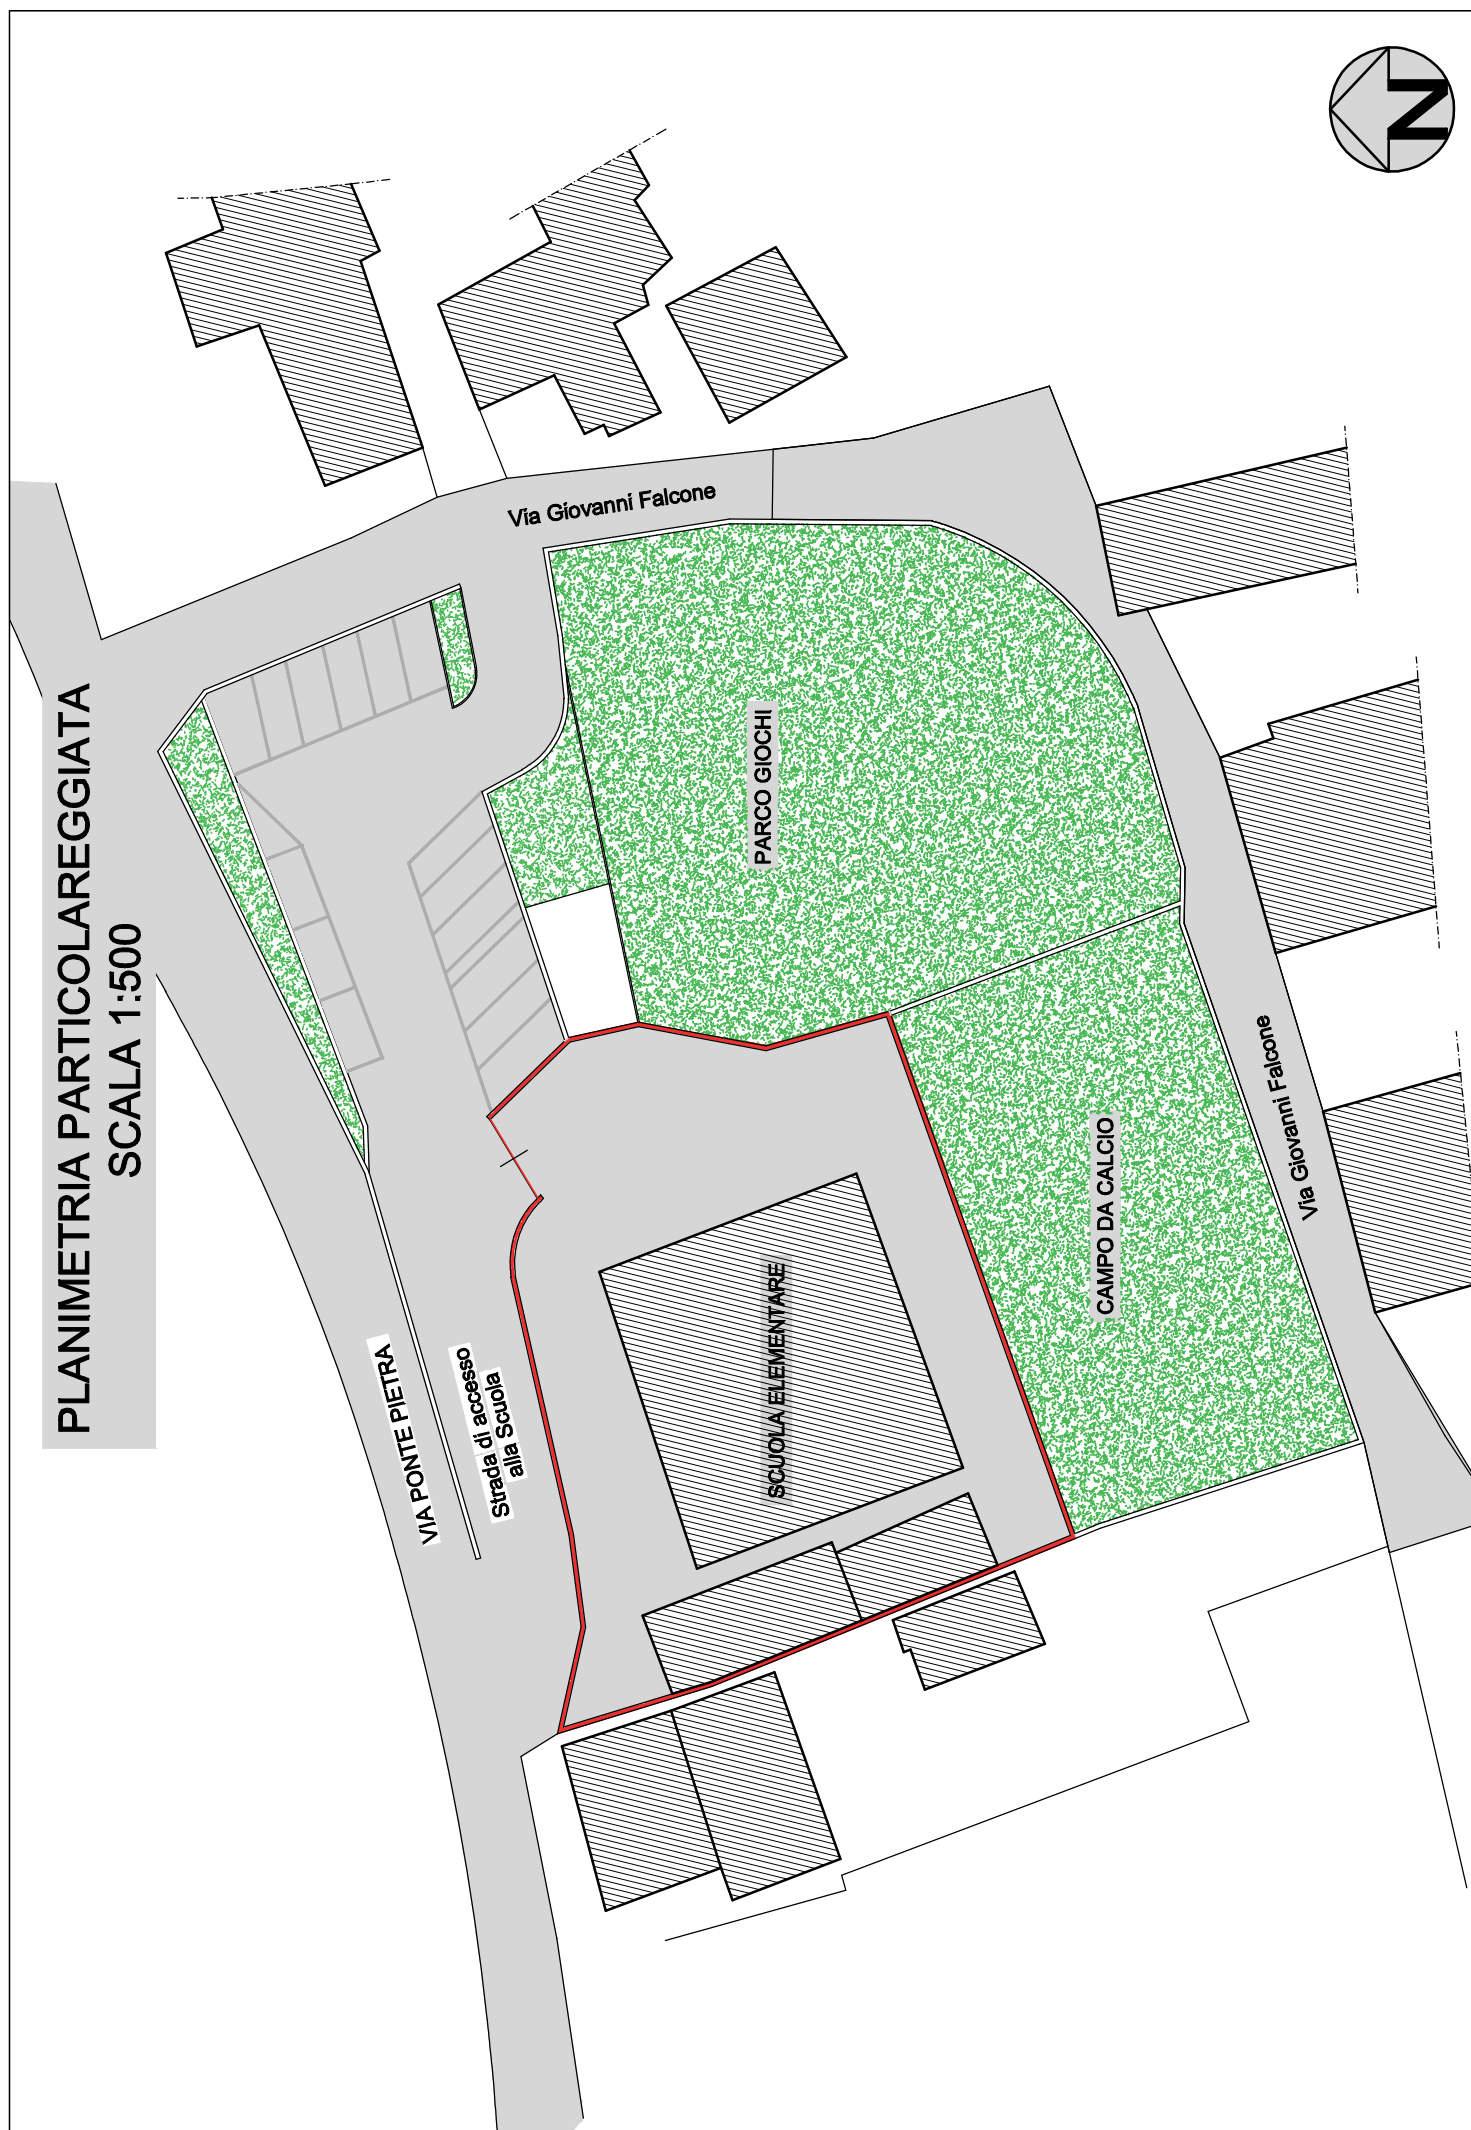 PLANIMETRIA PARTICOLAREGGIATA
SCALA 1:500
N
Via Giovanni Falcone
PARCO GIOCHI
VIA PONTE PIETRA
Strada di accesso
alla Scuola
SCUOLA ELEMENTARE
CAMPO DA CALCIO
Via Giovanni Falcone